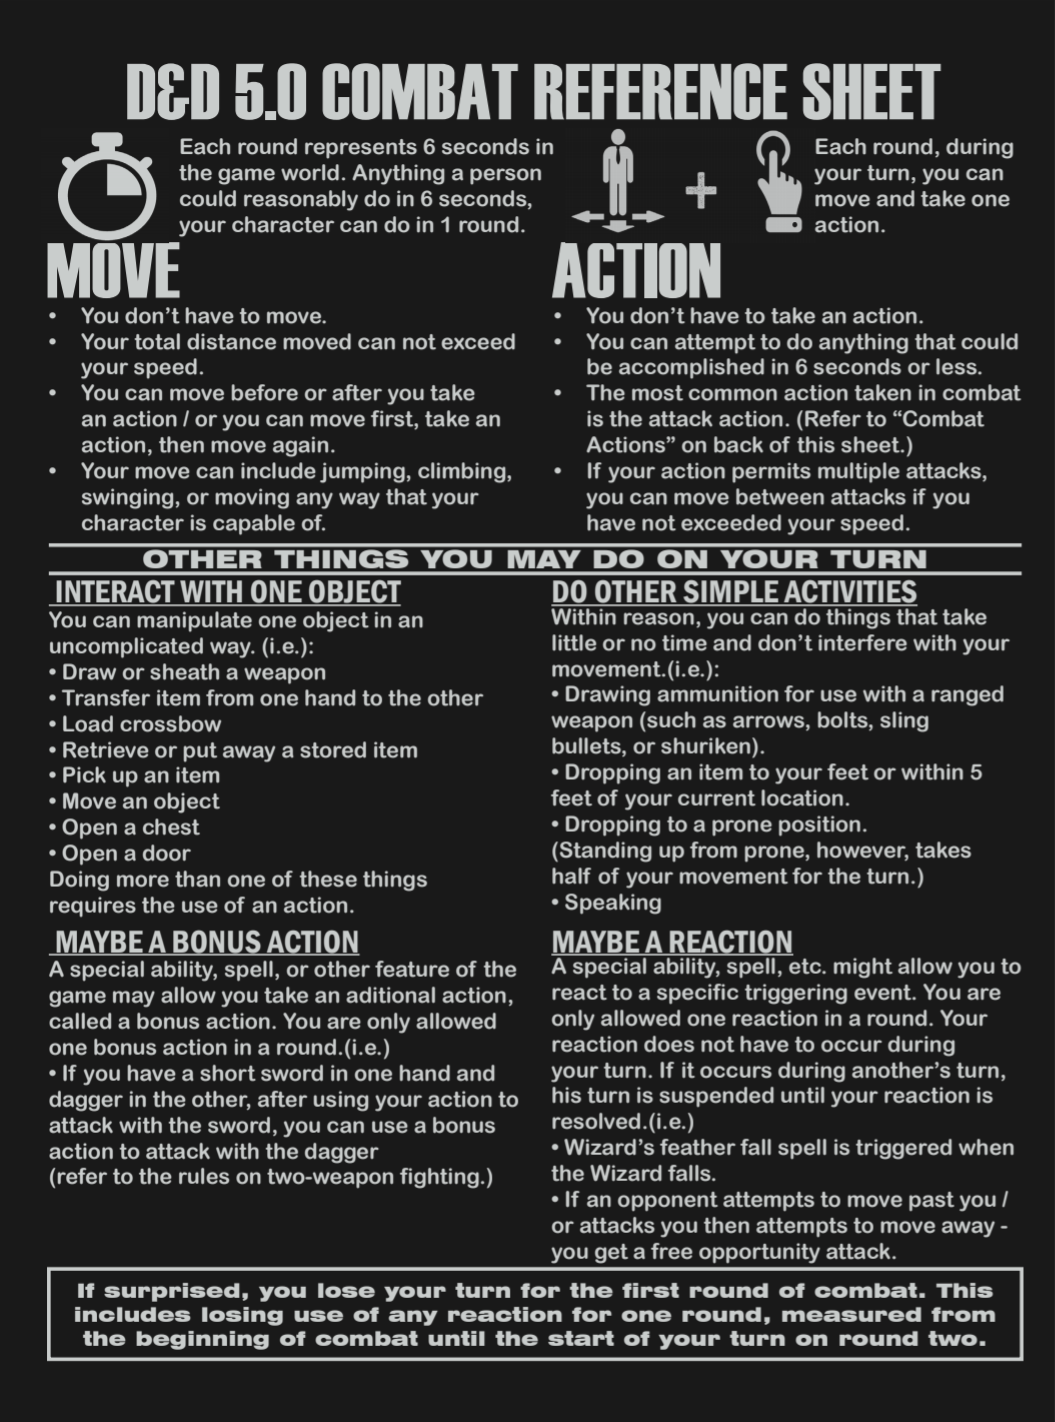 D&D 5.0 COMBAT REFERENCE SHEET
Each round represents 6 seconds in
the game world. Anything a person
could reasonably do in 6 seconds,
your character can do in 1 round.
Each round, during
your turn, you can
move and take one
action.
MOVE
• You don't have to move.
• Your total distance moved can not exceed
your speed.
• You can move before or after you take
an action / or you can move first, take an
action, then move again.
• Your move can include jumping, climbing,
swinging, or moving any way that your
character is capable of.
ACTION
• You don't have to take an action.
• You can attempt to do anything that could
be accomplished in 6 seconds or less.
• The most common action taken in combat
is the attack action. (Refer to “Combat
Actions” on back of this sheet.)
• If your action permits multiple attacks,
you can move between attacks if you
have not exceeded your speed.
OTHER THINGS YOU MAY DO ON YOUR TURN
INTERACT WITH ONE OBJECT
You can manipulate one object in an
uncomplicated way. (i.e.):
• Draw or sheath a weapon
• Transfer item from one hand to the other
• Load crossbow
• Retrieve or put away a stored item
• Pick up an item
• Move an object
• Open a chest
• Open a door
Doing more than one of these things
requires the use of an action.
DO OTHER SIMPLE ACTIVITIES
Within reason, you can do things that take
little or no time and don't interfere with your
movement.(i.e.):
• Drawing ammunition for use with a ranged
weapon (such as arrows, bolts, sling
bullets, or shuriken).
• Dropping an item to your feet or within 5
feet of your current location.
• Dropping to a prone position.
(Standing up from prone, however, takes
half of your movement for the turn.)
• Speaking
MAYBE A BONUS ACTION
A special ability, spell, or other feature of the
game may allow you take an aditional action,
called a bonus action. You are only allowed
one bonus action in a round.(i.e.)
• If you have a short sword in one hand and
dagger in the other, after using your action to
attack with the sword, you can use a bonus
action to attack with the dagger
(refer to the rules on two-weapon fighting.)
MAYBE A REACTION
A special ability, spell, etc. might allow you to
react to a specific triggering event. You are
only allowed one reaction in a round. Your
reaction does not have to occur during
your turn. If it occurs during another's turn,
his turn is suspended until your reaction is
resolved.(i.e.)
• Wizard's feather fall spell is triggered when
the Wizard falls.
• If an opponent attempts to move past you /
or attacks you then attempts to move away -
you get a free opportunity attack.
If surprised, you lose your turn for the first round of combat. This
includes losing use of any reaction for one round, measured from
the beginning of combat until the start of your turn on round two.